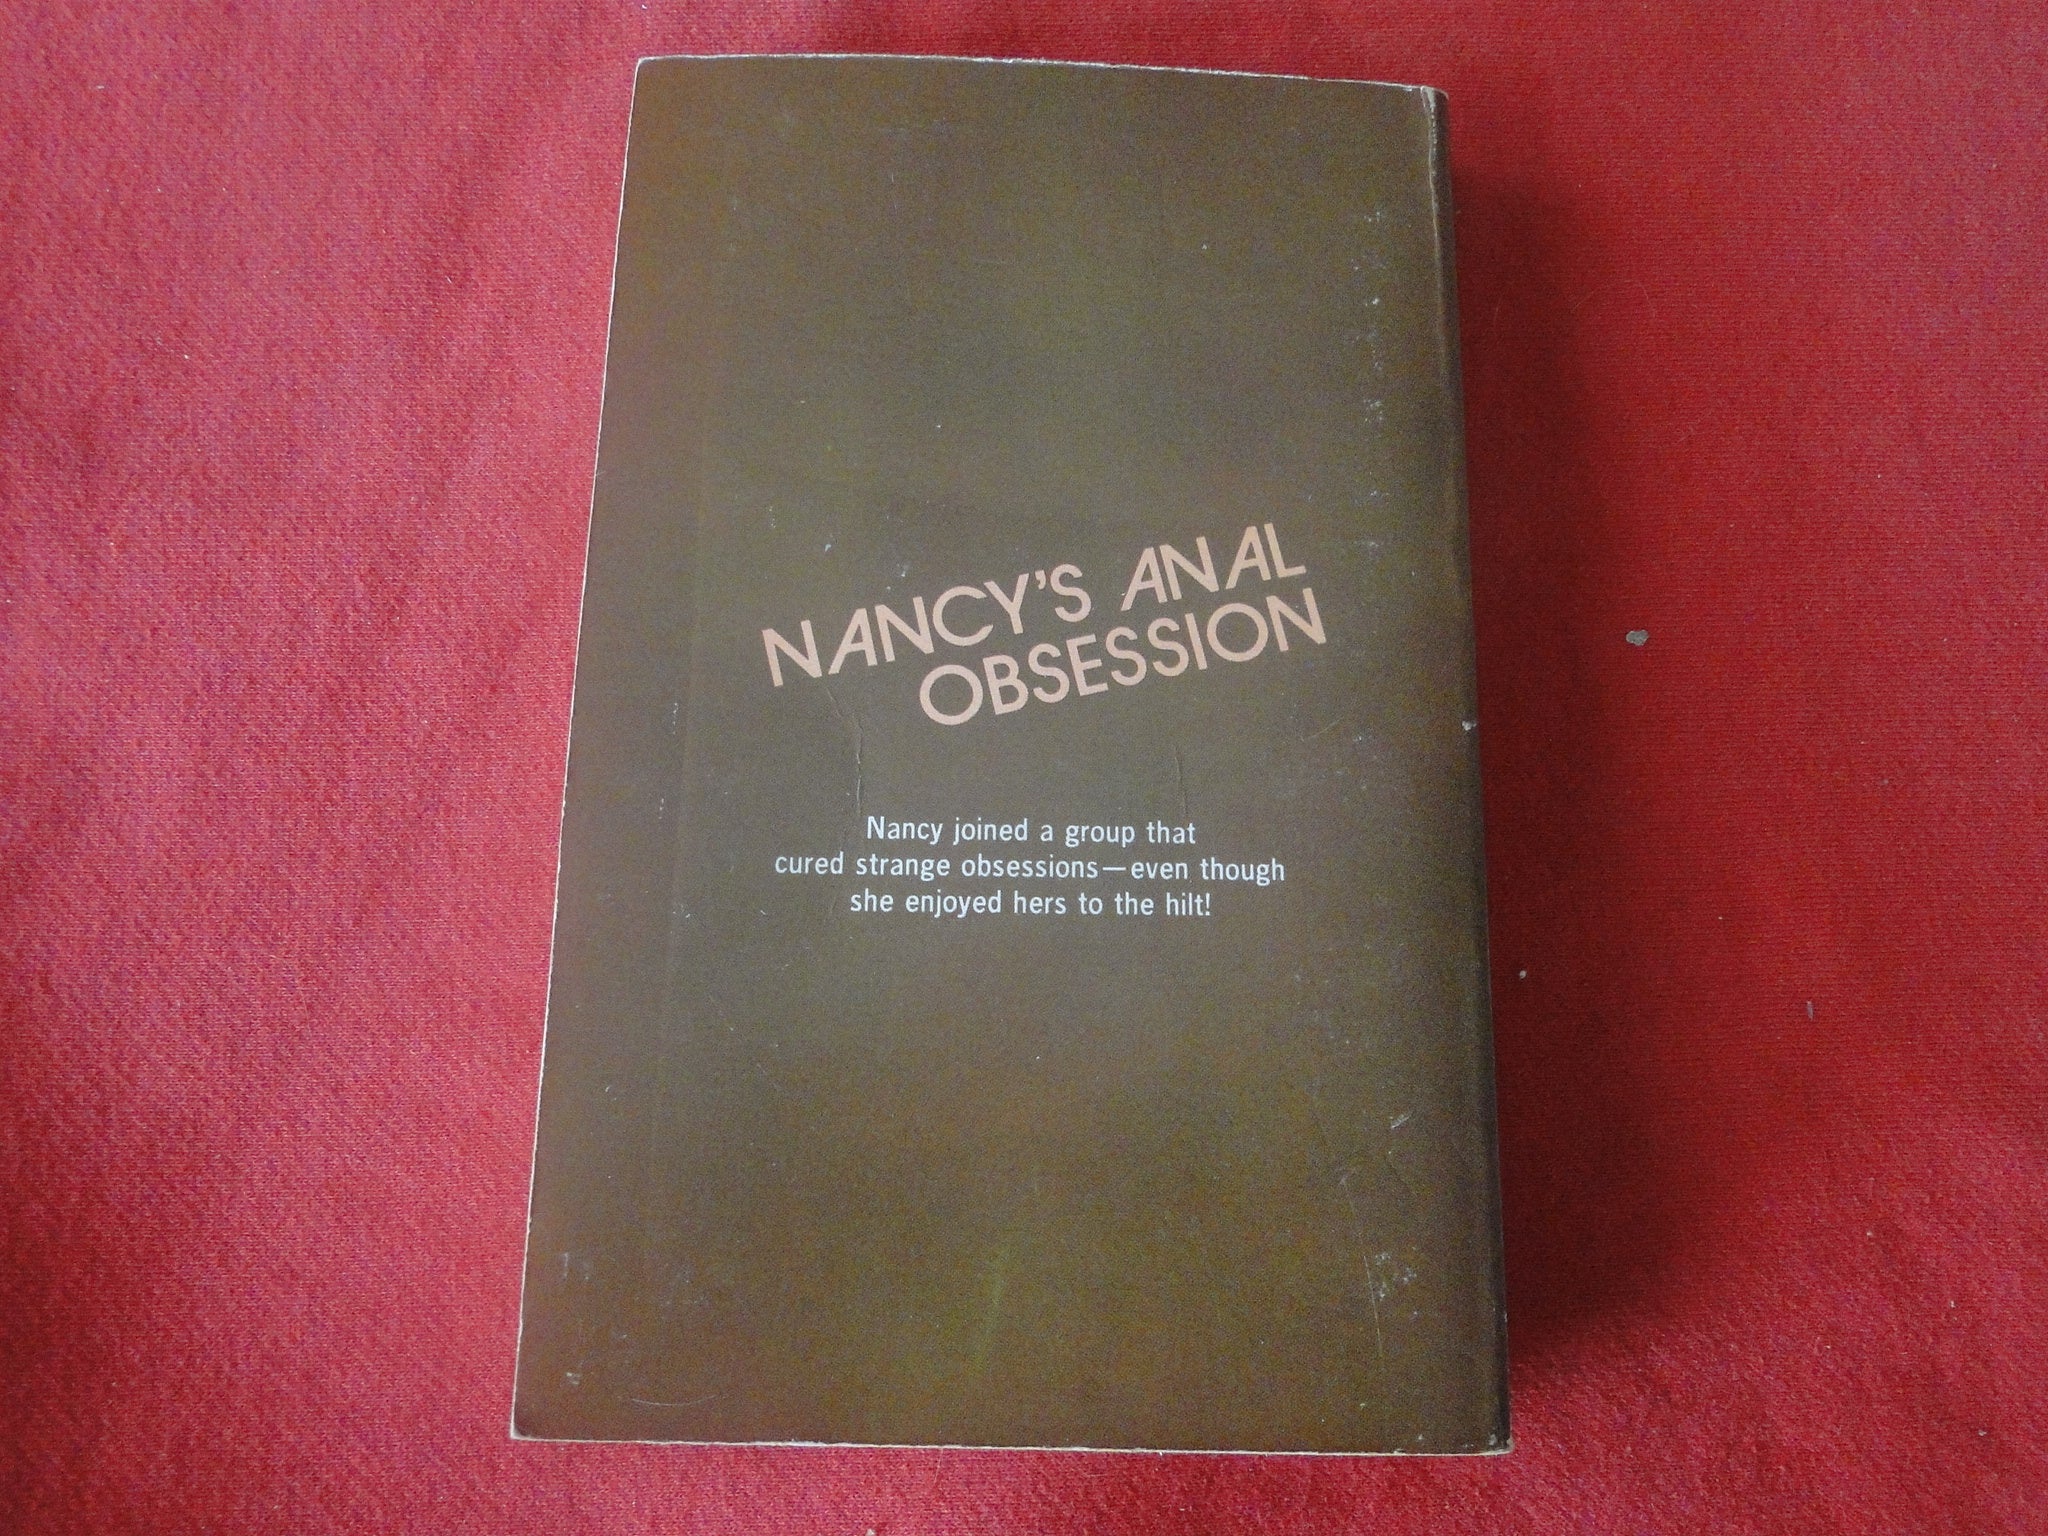 NANCY'S ANAL
OBSESSION
Nancy joined a group that
cured strange obsessions—even though
she enjoyed hers to the hilt!